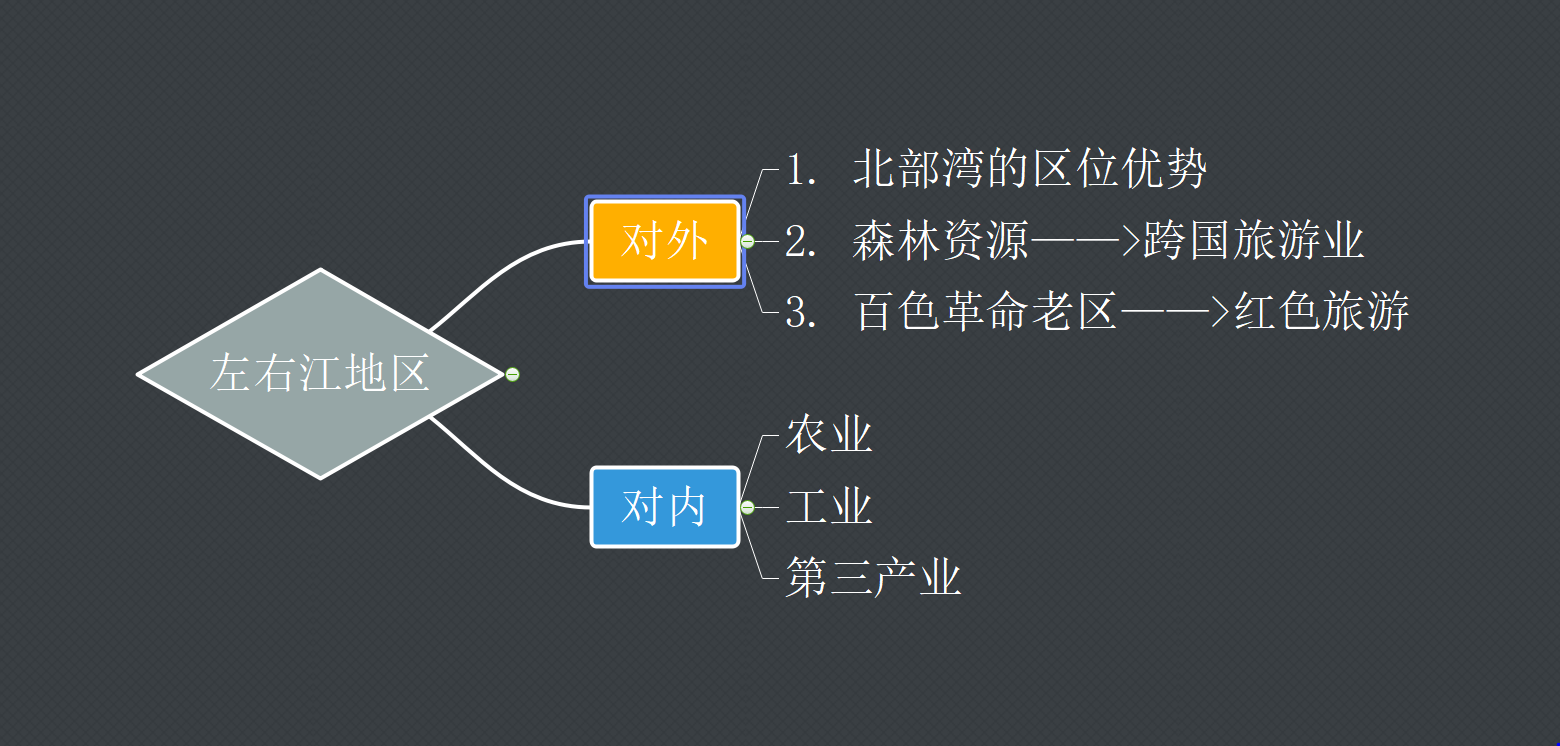 左右江地区
对外
1. 北部湾的区位优势
2. 森林资源——>跨国旅游业
3. 百色革命老区——>红色旅游
对内
农业
工业
第三产业